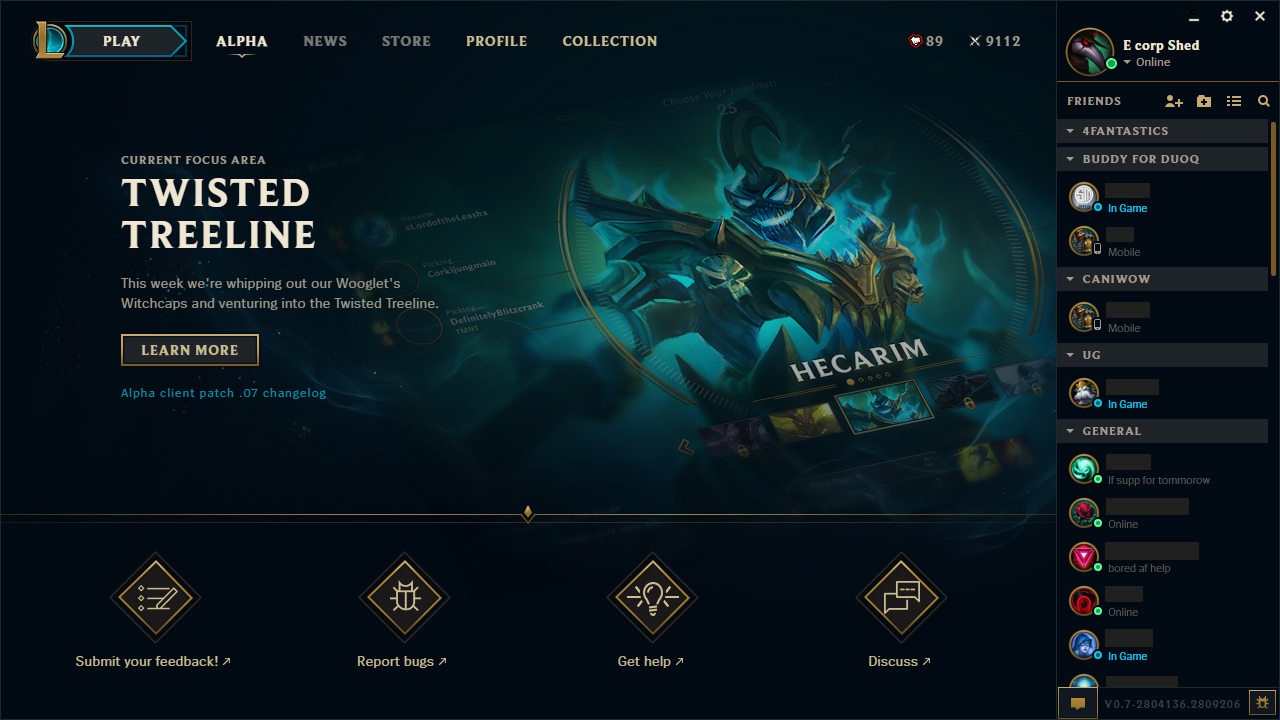 PLAY
ALPHA
NEWS
STORE
PROFILE
COLLECTION
89
9112
E corp Shed
Online
FRIENDS
4FANTASTICS
BUDDY FOR DUOQ
In Game
Mobile
CANIWOW
Mobile
UG
In Game
GENERAL
If supp for tommorow
Online
bored af help
Online
In Game
V0.7-2804136.2809206
CURRENT FOCUS AREA
TWISTED
TREELINE
This week we're whipping out our Wooglet's
Witchcaps and venturing into the Twisted Treeline.
LEARN MORE
Alpha client patch .07 changelog
Choose Your Loadout!
25
Hecarim
xLordoftheLeashx
Picking...
Corkijungmain
Picking...
DefinitelyBlitzcrank
TMNT
HECARIM
Submit your feedback!
Report bugs
Get help
Discuss